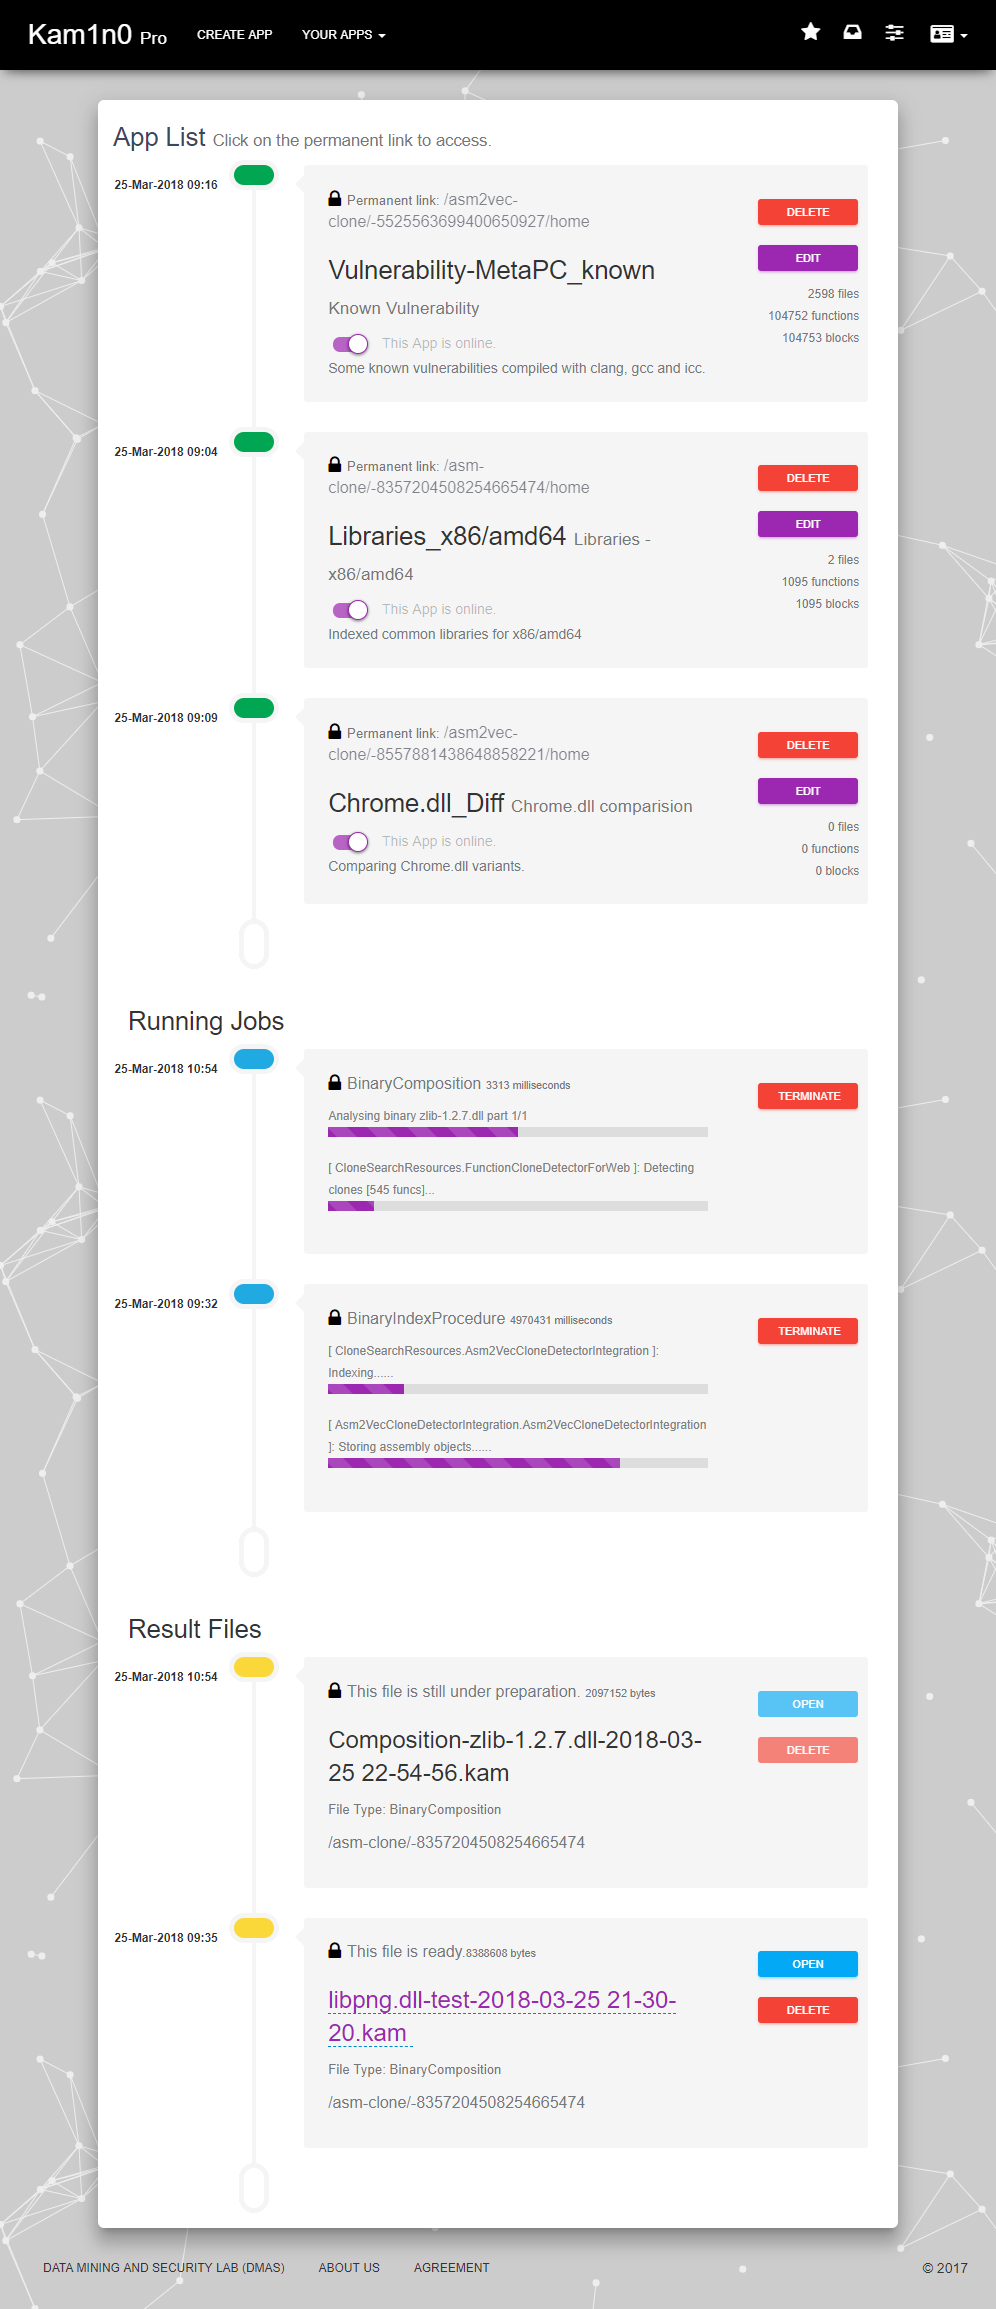 Kam1n0 Pro CREATE APP YOUR APPS
App List Click on the permanent link to access.
25-Mar-2018 09:16
Permanent link: /asm2vec-
clone/-5525563699400650927/home
DELETE
Vulnerability-MetaPC_known
EDIT
Known Vulnerability
2598 files
104752 functions
104753 blocks
This App is online.
Some known vulnerabilities compiled with clang, gcc and icc.
25-Mar-2018 09:04
Permanent link: /asm-
clone/-8357204508254665474/home
DELETE
Libraries_x86/amd64 Libraries -
x86/amd64
EDIT
2 files
1095 functions
1095 blocks
This App is online.
Indexed common libraries for x86/amd64
25-Mar-2018 09:09
Permanent link: /asm2vec-
clone/-8557881438648858221/home
DELETE
Chrome.dll_Diff Chrome.dll comparision
EDIT
0 files
0 functions
0 blocks
This App is online.
Comparing Chrome.dll variants.
Running Jobs
25-Mar-2018 10:54
BinaryComposition 3313 milliseconds
TERMINATE
Analysing binary zlib-1.2.7.dll part 1/1
[ CloneSearchResources.FunctionCloneDetectorForWeb ]: Detecting
clones [545 funcs]...
25-Mar-2018 09:32
BinaryIndexProcedure 4970431 milliseconds
TERMINATE
[ CloneSearchResources.Asm2VecCloneDetectorIntegration ]:
Indexing......
[ Asm2VecCloneDetectorIntegration.Asm2VecCloneDetectorIntegration
]: Storing assembly objects......
Result Files
25-Mar-2018 10:54
This file is still under preparation. 2097152 bytes
OPEN
Composition-zlib-1.2.7.dll-2018-03-
25 22-54-56.kam
DELETE
File Type: BinaryComposition
/asm-clone/-8357204508254665474
25-Mar-2018 09:35
This file is ready.8388608 bytes
OPEN
libpng.dll-test-2018-03-25 21-30-
20.kam
DELETE
File Type: BinaryComposition
/asm-clone/-8357204508254665474
DATA MINING AND SECURITY LAB (DMAS) ABOUT US AGREEMENT © 2017